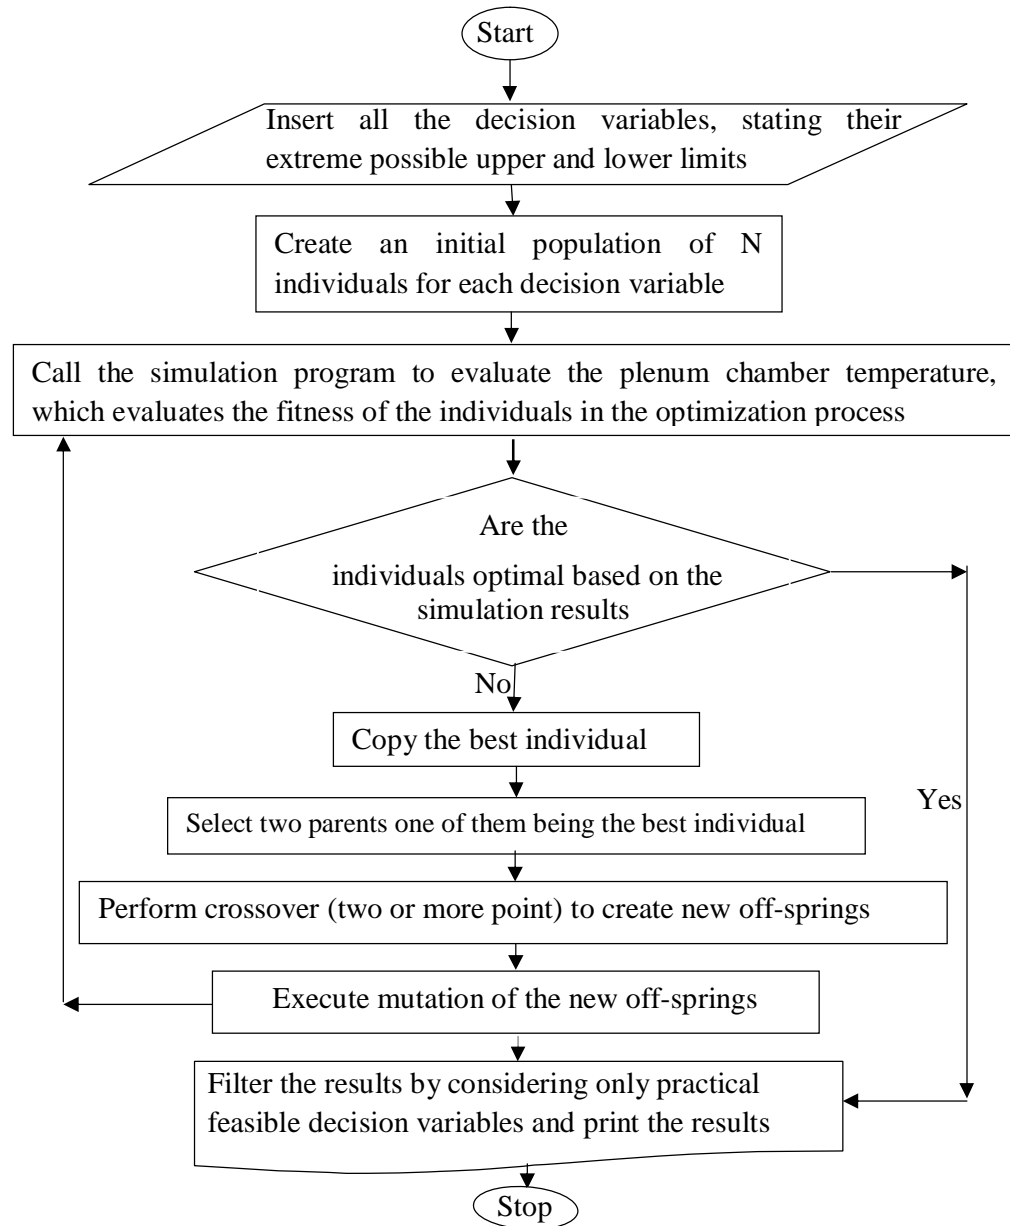 Start
Insert all the decision variables, stating their
extreme possible upper and lower limits
Create an initial population of N
individuals for each decision variable
Call the simulation program to evaluate the plenum chamber temperature,
which evaluates the fitness of the individuals in the optimization process
Are the
individuals optimal based on the
simulation results
No
Copy the best individual
Yes
Select two parents one of them being the best individual
Perform crossover (two or more point) to create new off-springs
Execute mutation of the new off-springs
Filter the results by considering only practical
feasible decision variables and print the results
Stop